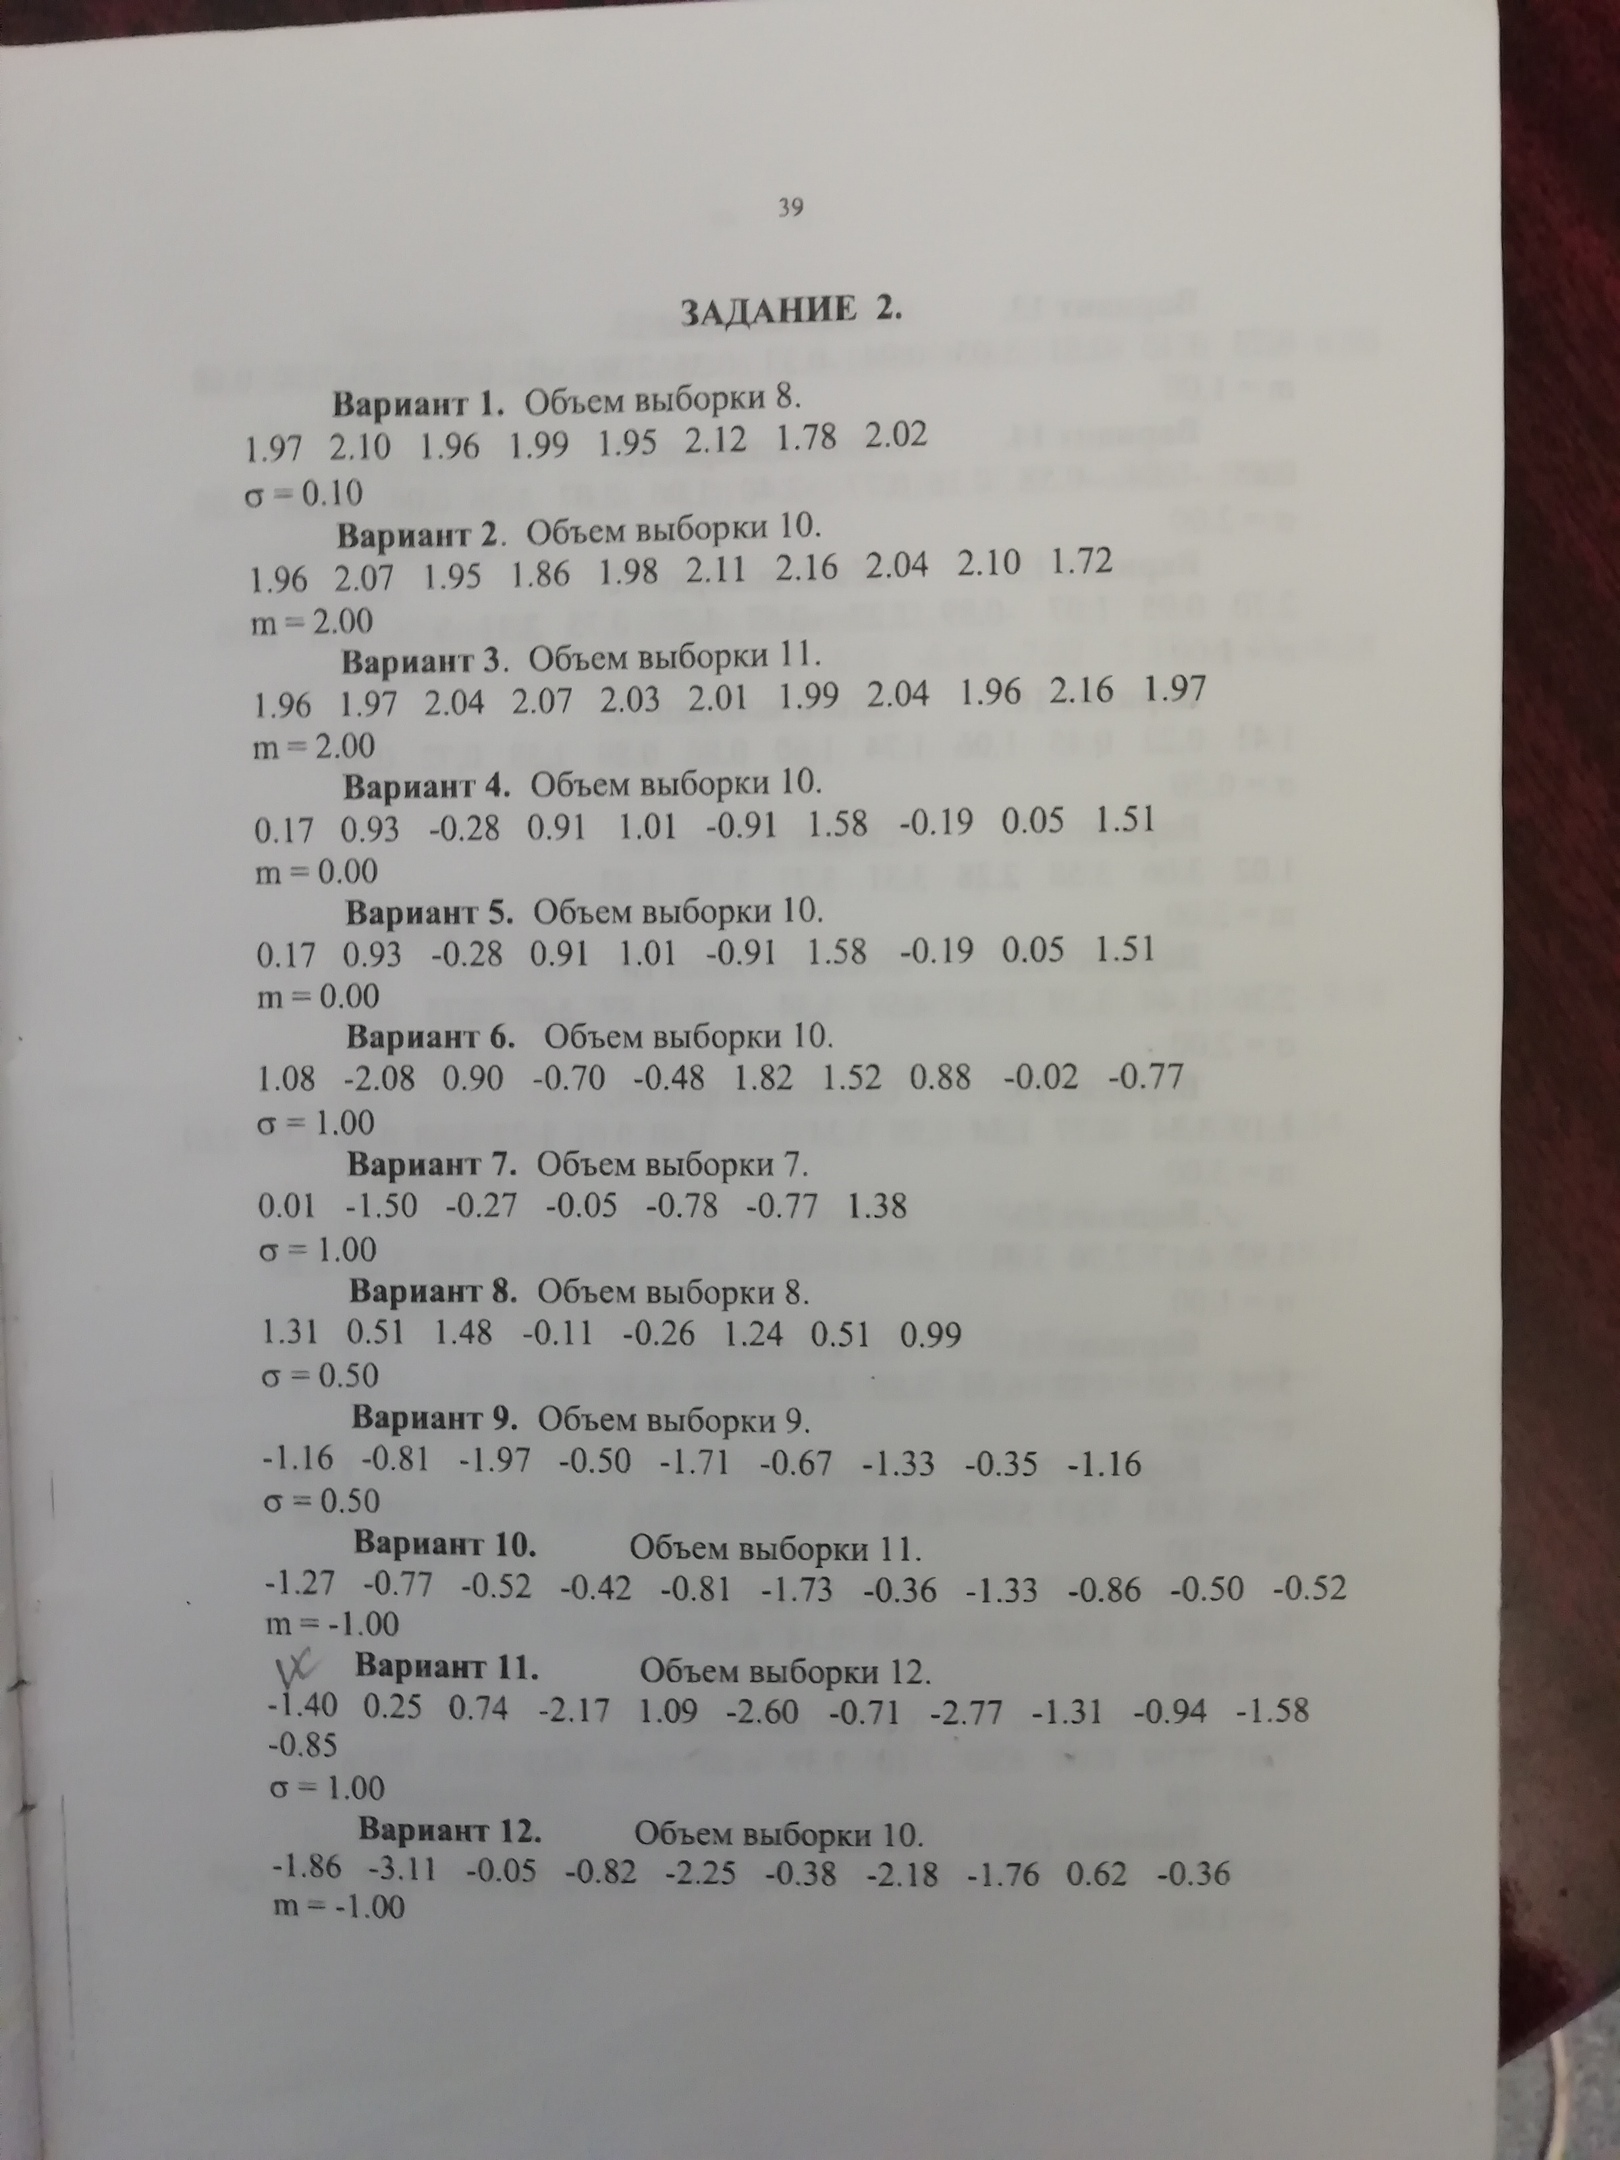 39
ЗАДАНИЕ 2.
Вариант 1. Объем выборки 8.
1.97 2.10 1.96 1.99 1.95 2.12 1.78 2.02
σ = 0.10
Вариант 2. Объем выборки 10.
1.96 2.07 1.95 1.86 1.98 2.11 2.16 2.04 2.10 1.72
m = 2.00
Вариант 3. Объем выборки 11.
1.96 1.97 2.04 2.07 2.03 2.01 1.99 2.04 1.96 2.16 1.97
m = 2.00
Вариант 4. Объем выборки 10.
0.17 0.93 -0.28 0.91 1.01 -0.91 1.58 -0.19 0.05 1.51
m = 0.00
Вариант 5. Объем выборки 10.
0.17 0.93 -0.28 0.91 1.01 -0.91 1.58 -0.19 0.05 1.51
m = 0.00
Вариант 6. Объем выборки 10.
1.08 -2.08 0.90 -0.70 -0.48 1.82 1.52 0.88 -0.02 -0.77
σ = 1.00
Вариант 7. Объем выборки 7.
0.01 -1.50 -0.27 -0.05 -0.78 -0.77 1.38
σ = 1.00
Вариант 8. Объем выборки 8.
1.31 0.51 1.48 -0.11 -0.26 1.24 0.51 0.99
σ = 0.50
Вариант 9. Объем выборки 9.
-1.16 -0.81 -1.97 -0.50 -1.71 -0.67 -1.33 -0.35 -1.16
σ = 0.50
Вариант 10. Объем выборки 11.
-1.27 -0.77 -0.52 -0.42 -0.81 -1.73 -0.36 -1.33 -0.86 -0.50 -0.52
m = -1.00
Вариант 11. Объем выборки 12.
-1.40 0.25 0.74 -2.17 1.09 -2.60 -0.71 -2.77 -1.31 -0.94 -1.58
-0.85
σ = 1.00
Вариант 12. Объем выборки 10.
-1.86 -3.11 -0.05 -0.82 -2.25 -0.38 -2.18 -1.76 0.62 -0.36
m = -1.00